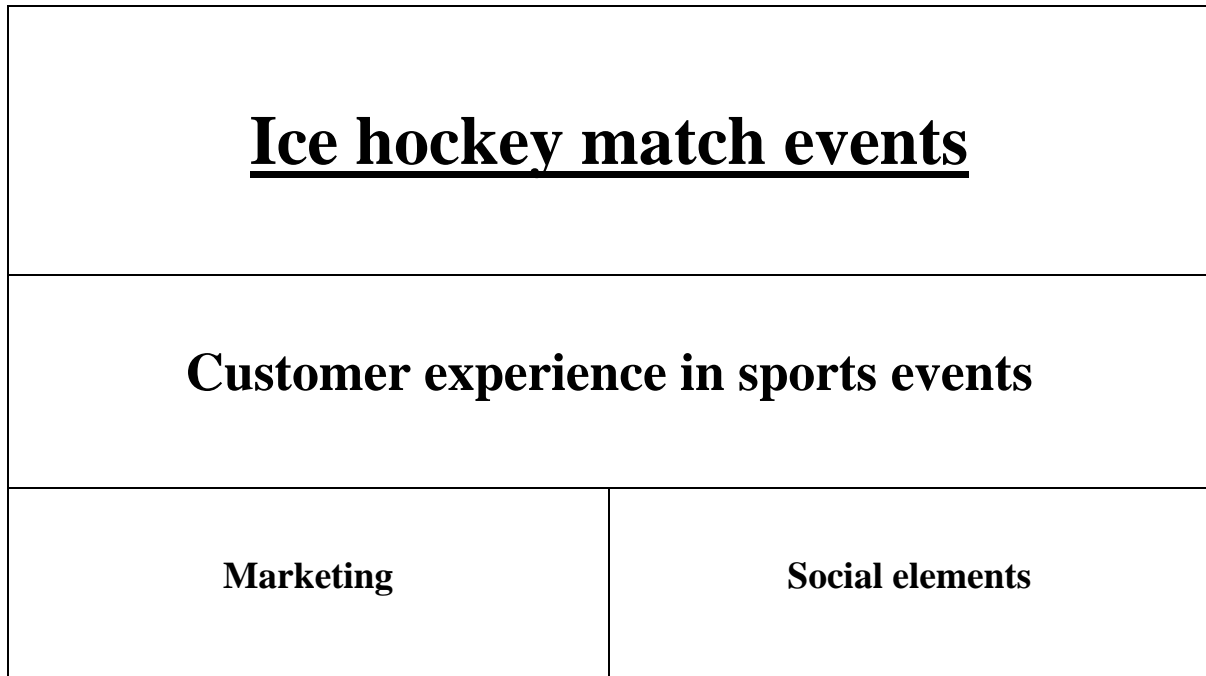 Ice hockey match events
Customer experience in sports events
Marketing
Social elements